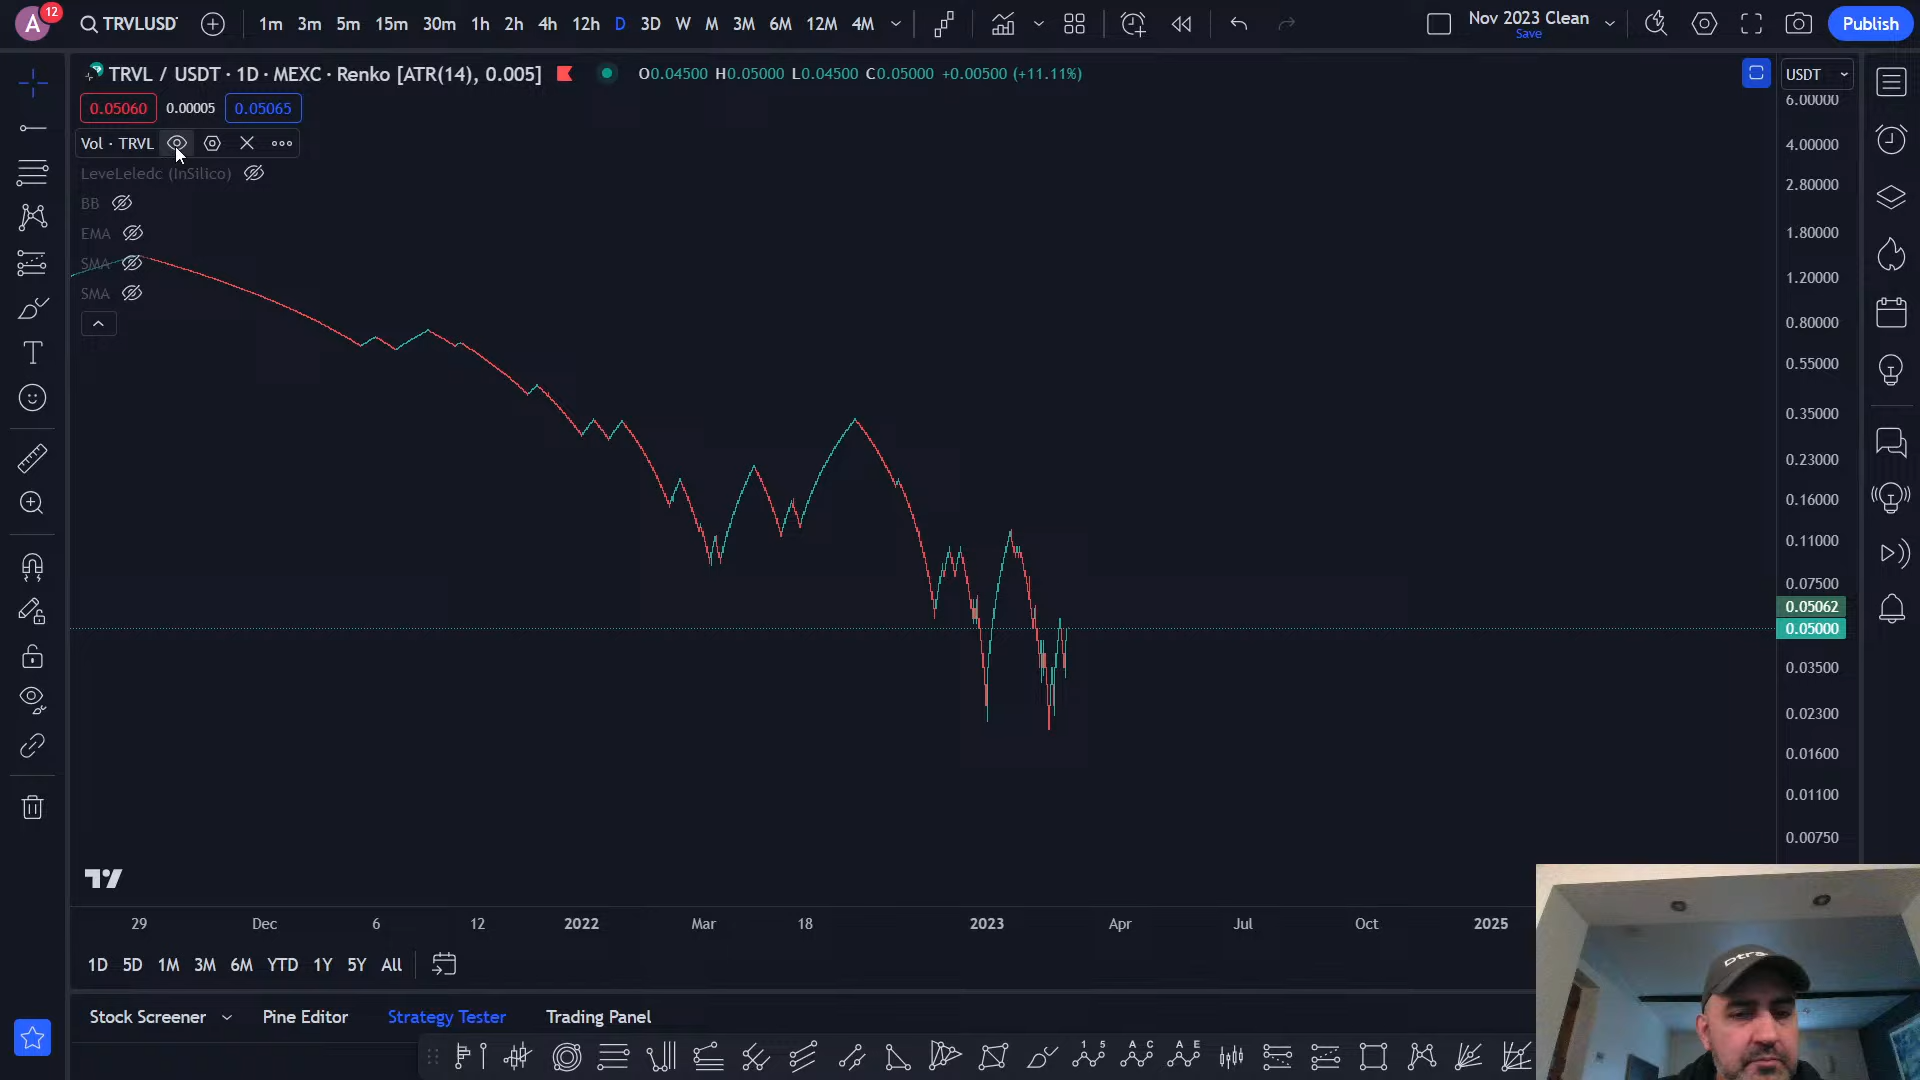 A 12 TRVLUSDT 1m 3m 5m 15m 30m 1h 2h 4h 12h D 3D W M 3M 6M 12M 4M Nov 2023 Clean Save Publish
TRVL / USDT · 1D · MEXC · Renko [ATR(14), 0.005] O0.04500 H0.05000 L0.04500 C0.05000 +0.00500 (+11.11%) USDT
0.05060 0.00005 0.05065
Vol · TRVL
LeveLeledc (InSilico)
BB
EMA
SMA
SMA
6.00000
4.00000
2.80000
1.80000
1.20000
0.80000
0.55000
0.35000
0.23000
0.16000
0.11000
0.07500
0.05062
0.05000
0.03500
0.02300
0.01600
0.01100
0.00750
29 Dec 6 12 2022 Mar 18 2023 Apr Jul Oct 2025
1D 5D 1M 3M 6M YTD 1Y 5Y All
Stock Screener Pine Editor Strategy Tester Trading Panel
1 5 A C A E